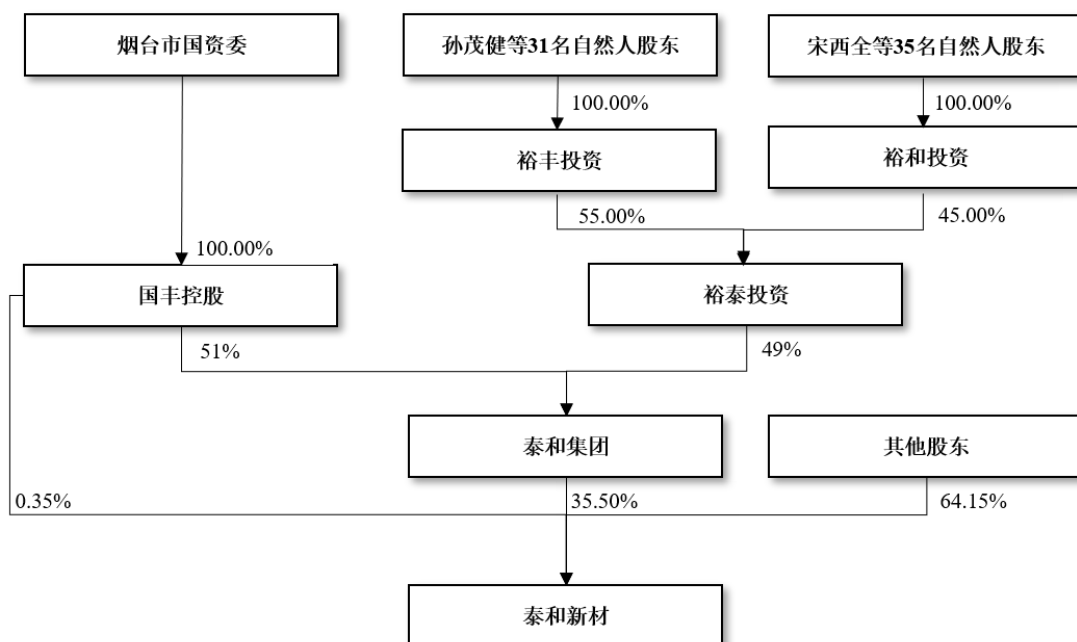 烟台市国资委
孙茂健等31名自然人股东
宋西全等35名自然人股东
100.00%
100.00%
裕丰投资
裕和投资
55.00%
45.00%
100.00%
国丰控股
裕泰投资
51%
49%
泰和集团
其他股东
0.35%
35.50%
64.15%
泰和新材